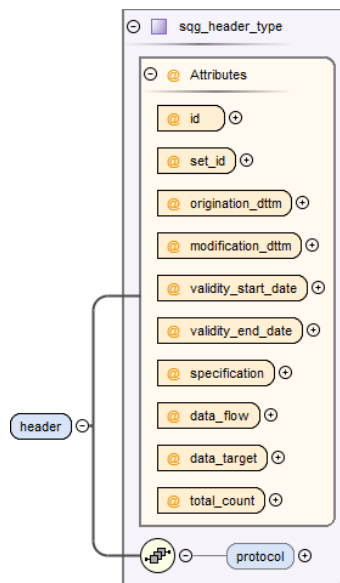 sqg_header_type
@ Attributes
@ id
@ set_id
@ origination_dttm
@ modification_dttm
@ validity_start_date
@ validity_end_date
@ specification
@ data_flow
@ data_target
@ total_count
header
protocol